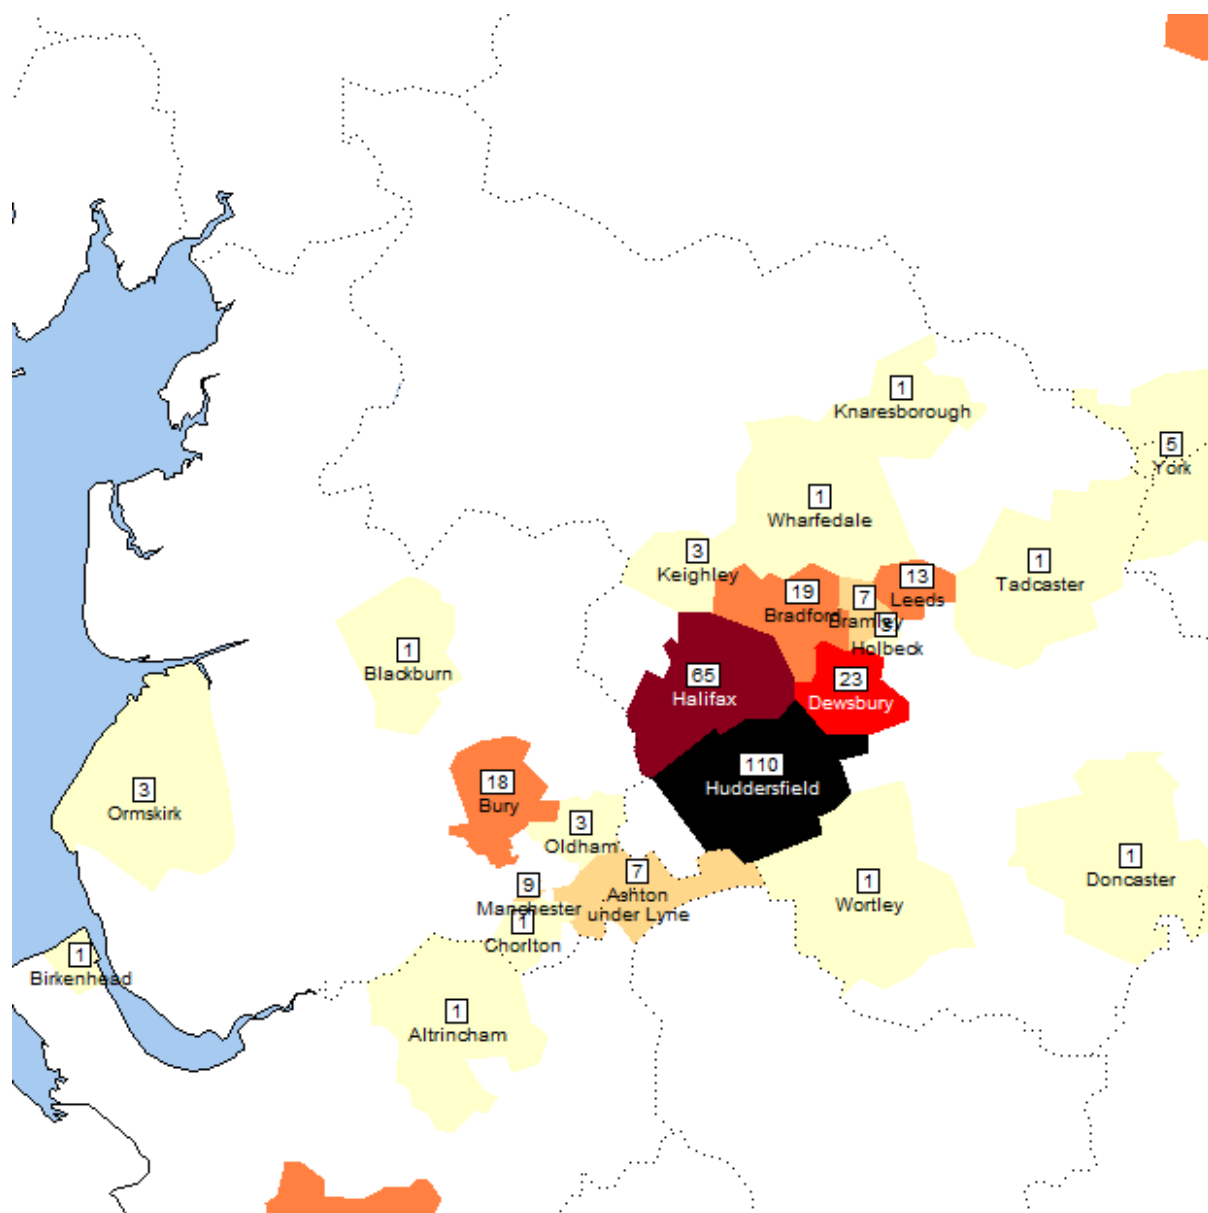 1
Knaresborough
5
York
1
Wharfedale
3
Keighley
1
Tadcaster
13
Leeds
19
Bradford
7
Bramley
Holbeck
1
Blackburn
65
Halifax
23
Dewsbury
110
Huddersfield
18
Bury
3
Ormskirk
3
Oldham
7
Ashton
under Lyne
9
Manchester
1
Chorlton
1
Wortley
1
Doncaster
1
Birkenhead
1
Altrincham